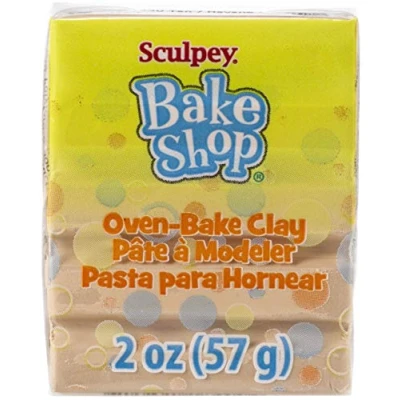 Sculpey.
Bake
Shop®
Oven-Bake Clay
Pâte à Modeler
Pasta para Hornear
2 oz (57 g)